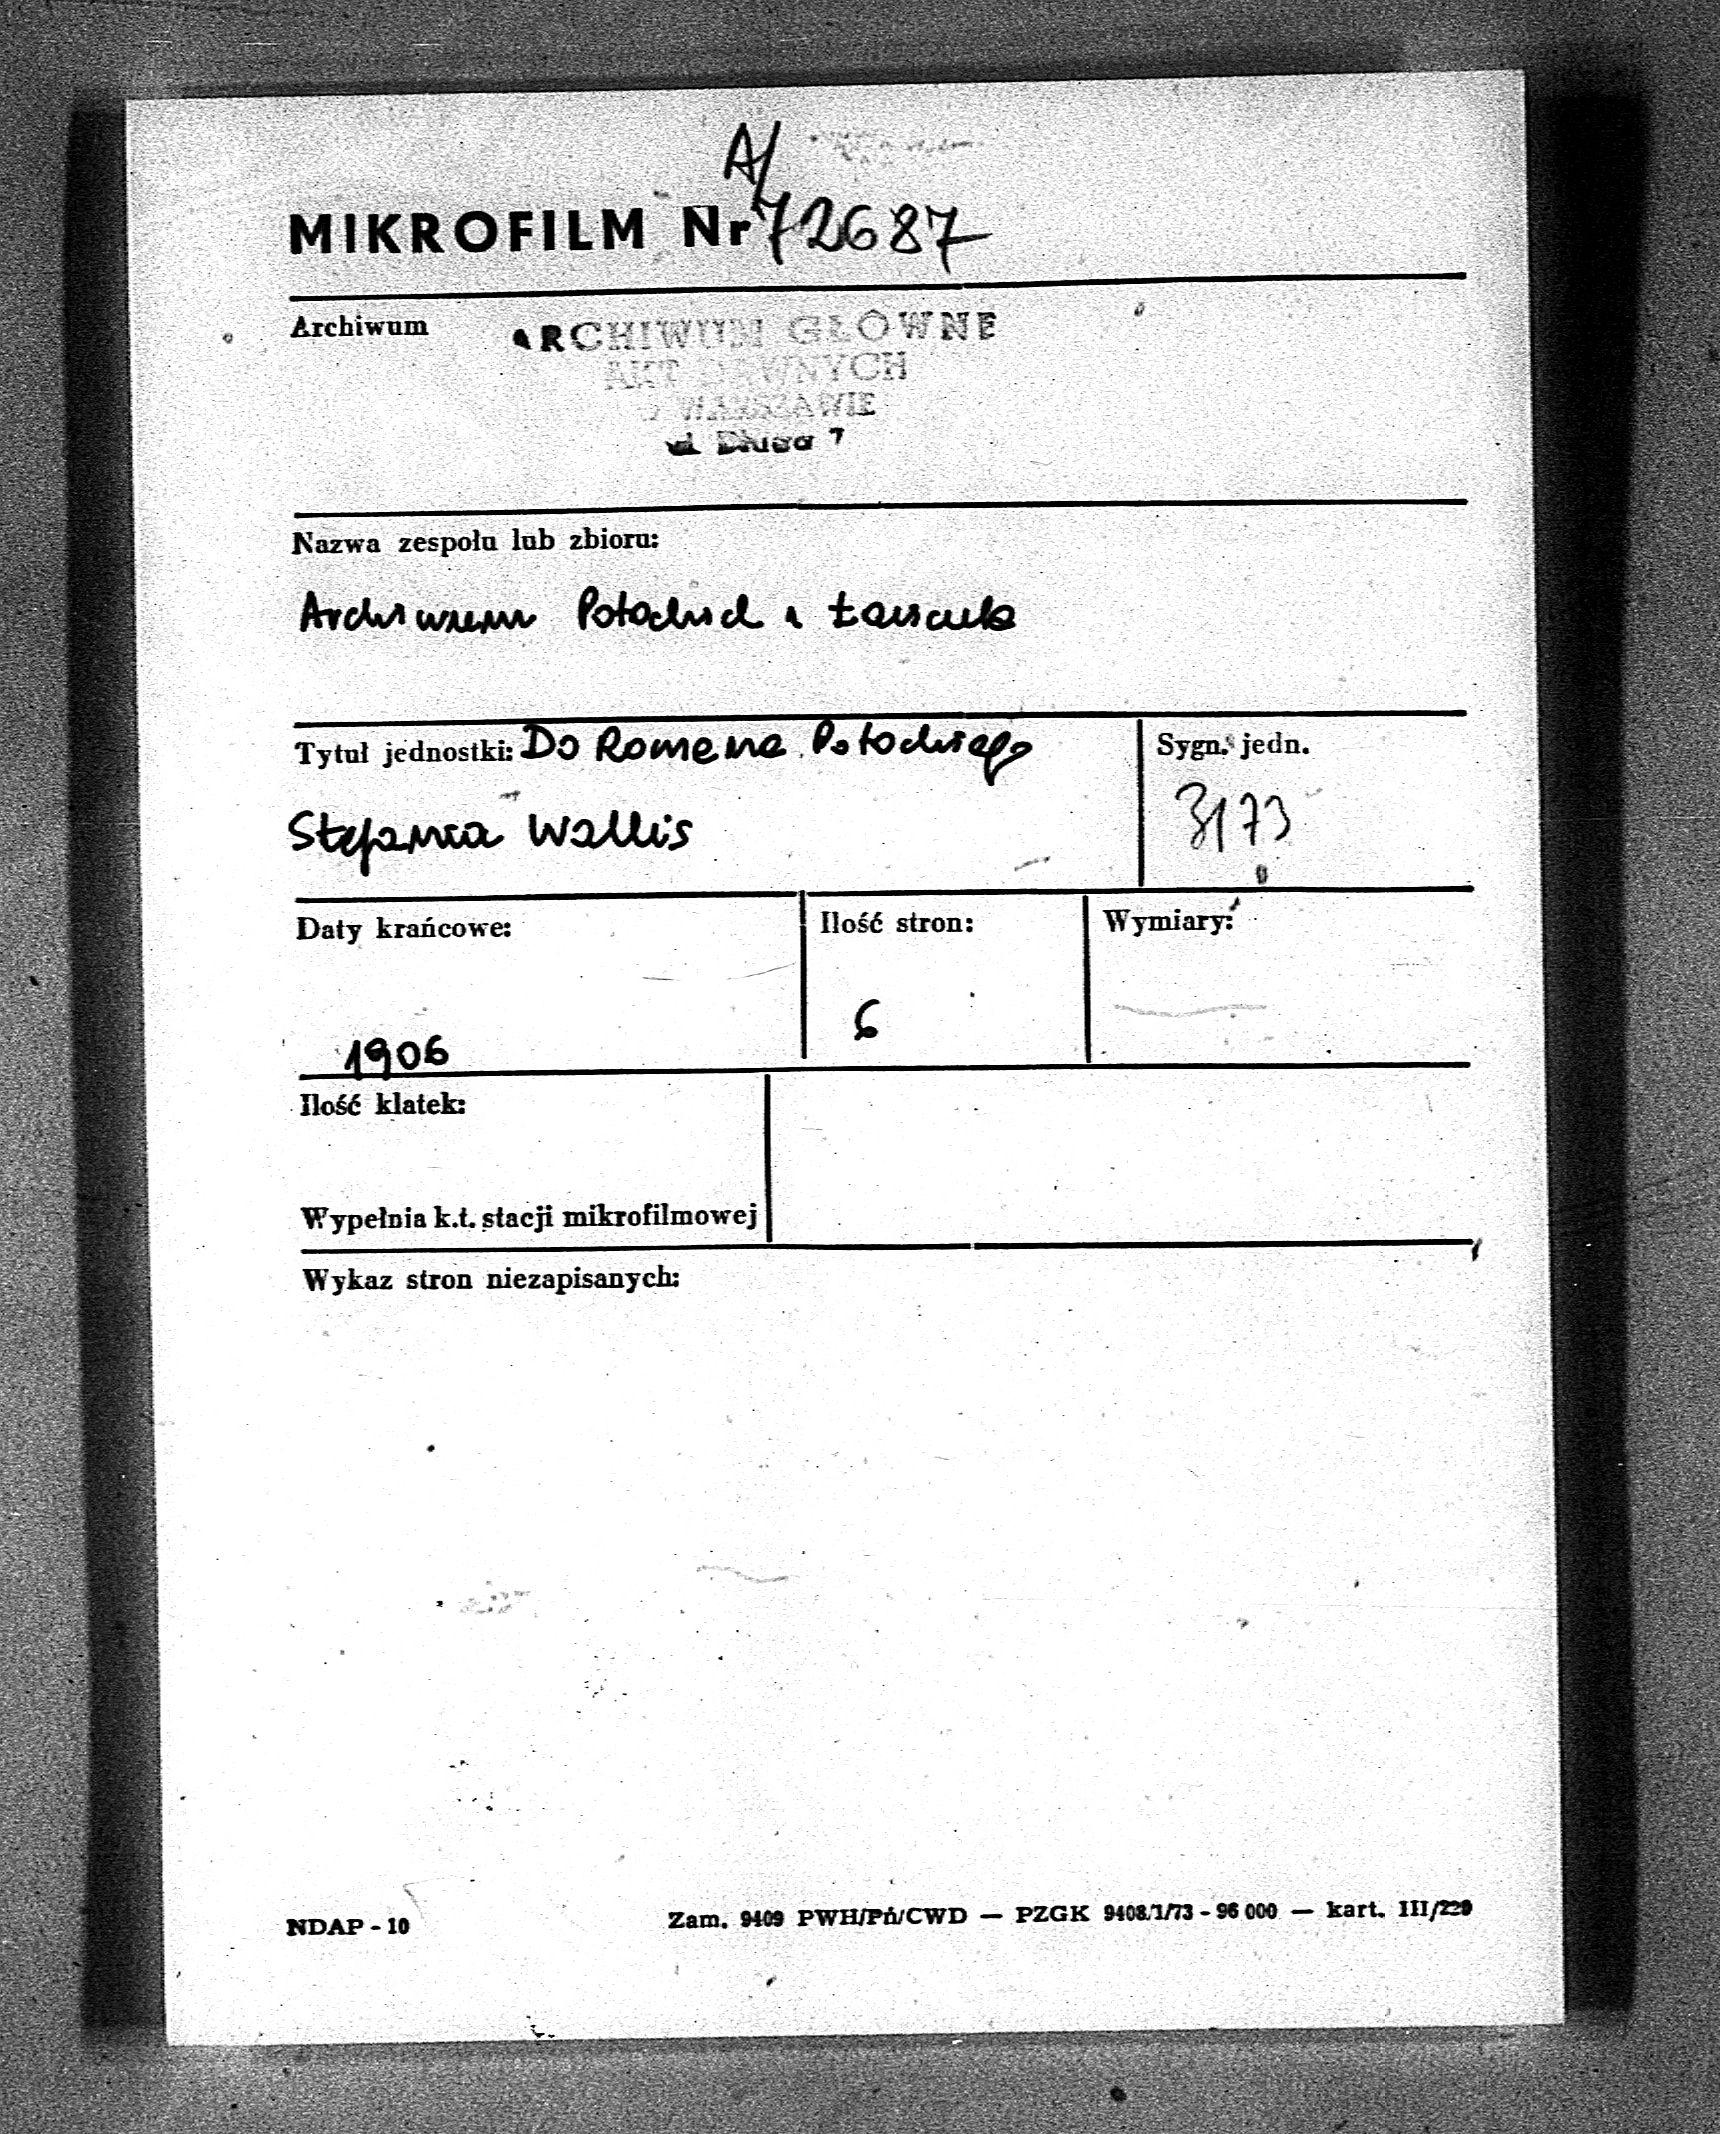 A/
MIKROFILM Nr 72687
Archiwum ARCHIWUM GŁÓWNE
AKT DAWNYCH
W WARSZAWIE
ul. Długa 7
Nazwa zespołu lub zbioru:
Archiwum Potockich z Łańcuta
Tytuł jednostki: Do Romana Potockiego
Sygn. jedn.
Stefania Wallis
3173
Daty krańcowe:
Ilość stron:
Wymiary:
1906
6
Ilość klatek:
Wypełnia k.t. stacji mikrofilmowej
Wykaz stron niezapisanych:
NDAP - 10
Zam. 9409 PWH/Pń/CWD — PZGK 9408/1/73 - 96 000 — kart. III/229